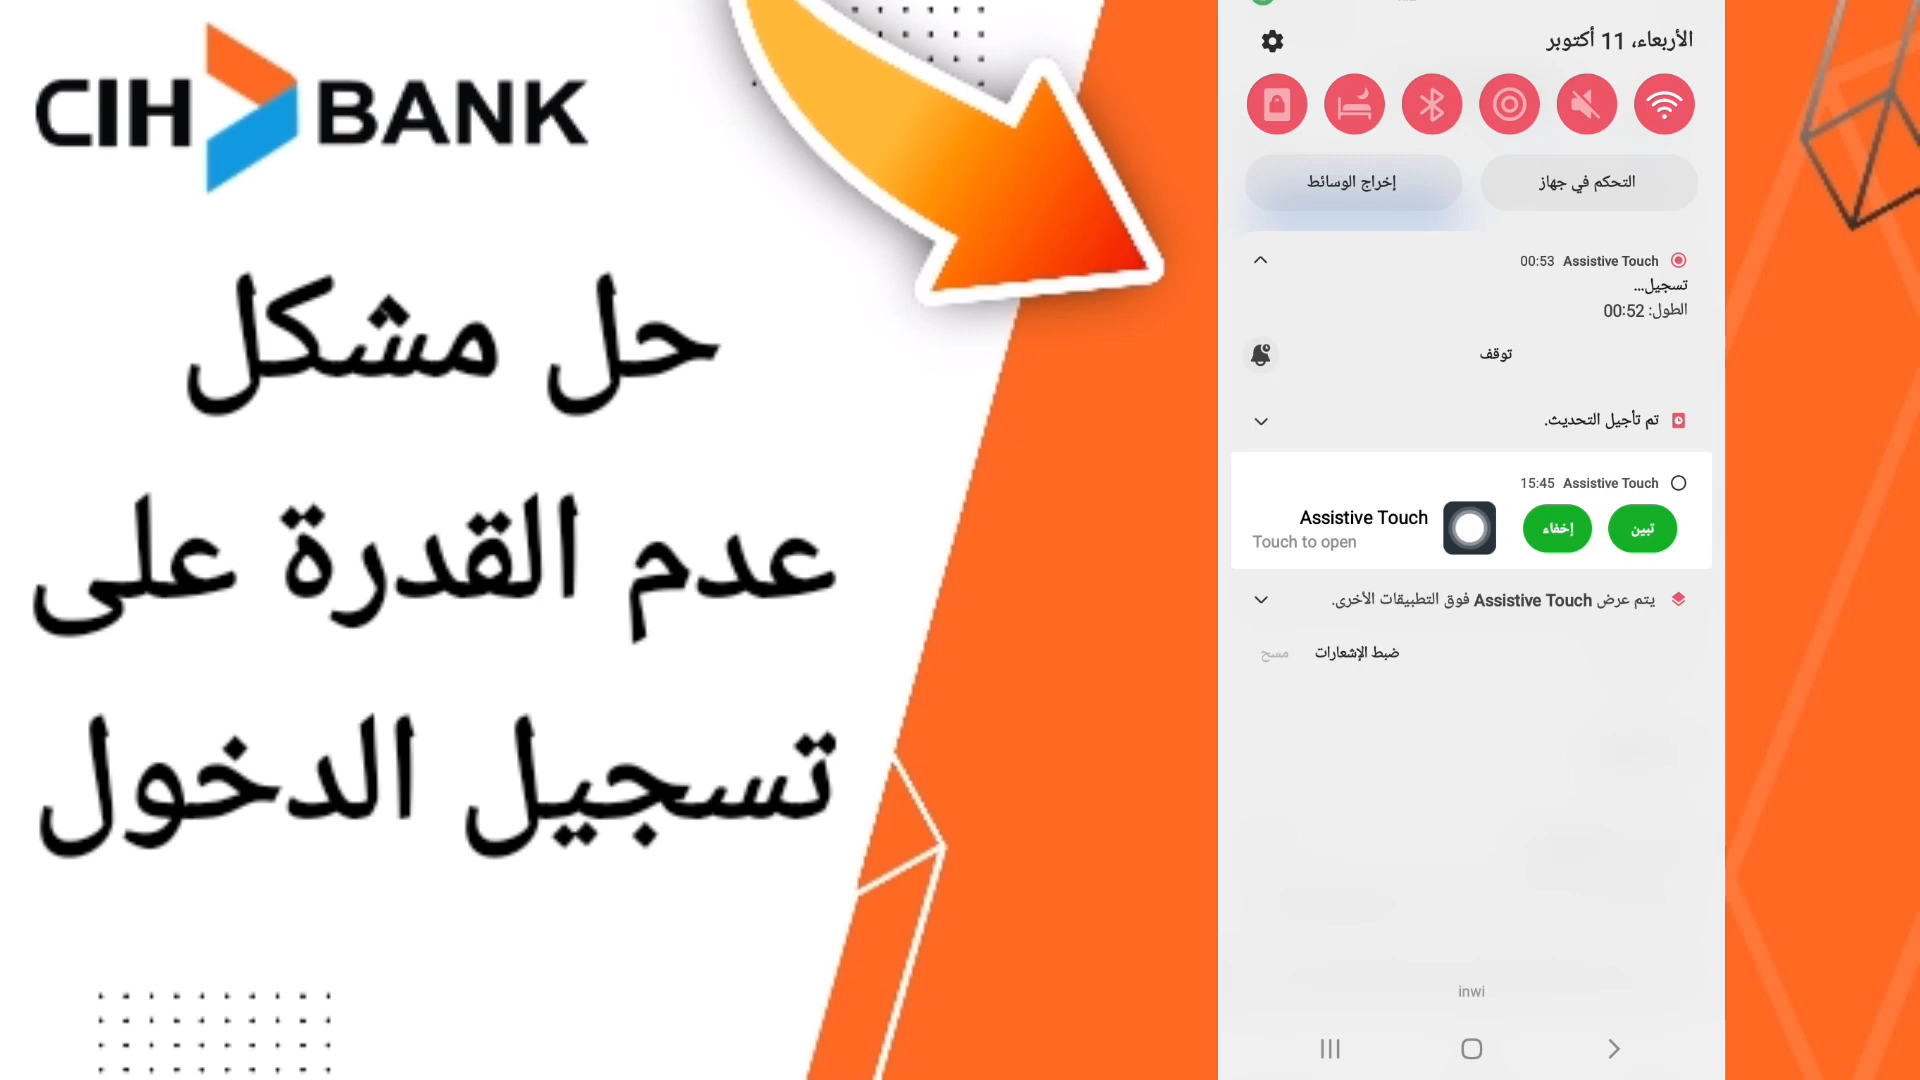 CIH BANK
حل مشكل
عدم القدرة على
تسجيل الدخول
الأربعاء، 11 أكتوبر
التحكم في جهاز
إخراج الوسائط
Assistive Touch 00:53
تسجيل...
الطول: 00:52
توقف
تم تأجيل التحديث.
Assistive Touch 15:45
تبين
إخفاء
Assistive Touch
Touch to open
يتم عرض Assistive Touch فوق التطبيقات الأخرى.
ضبط الإشعارات
مسح
inwi